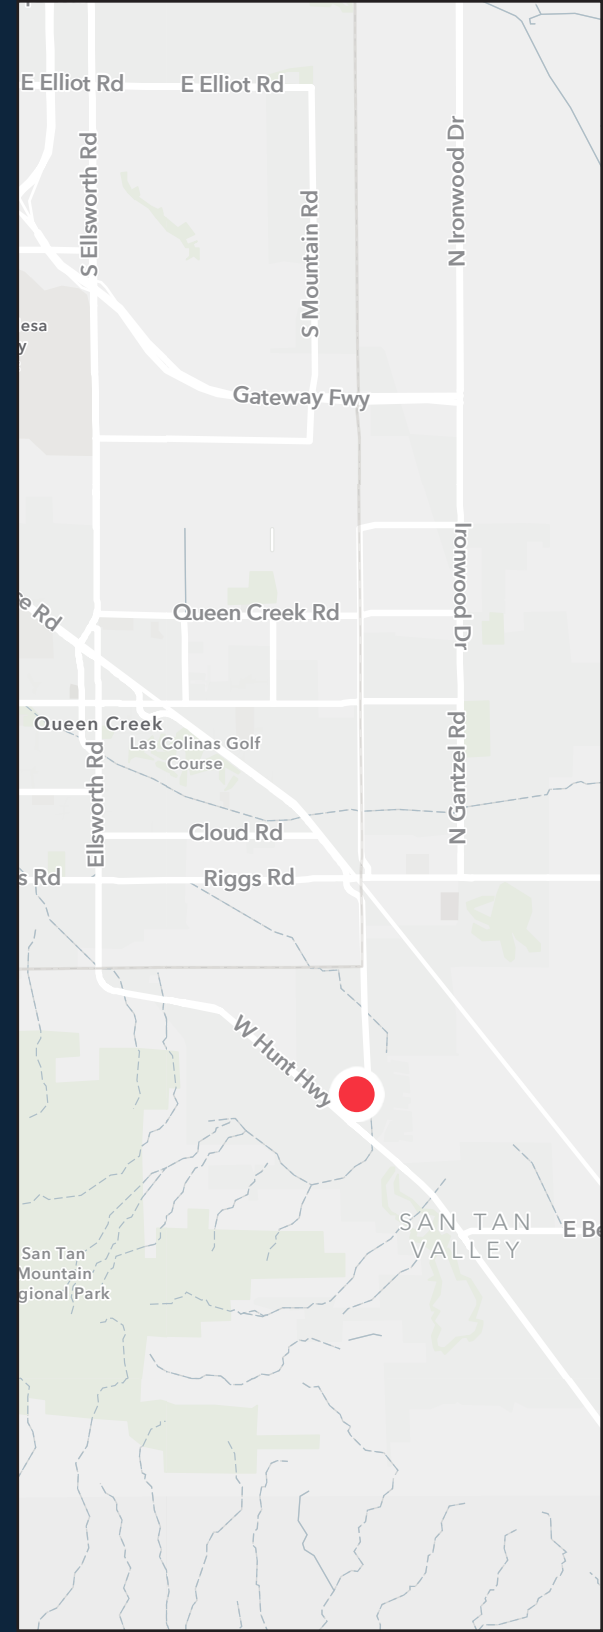 E Elliot Rd
E Elliot Rd
S Ellsworth Rd
N Ironwood Dr
S Mountain Rd
esa
y
Gateway Fwy
Ironwood Dr
Queen Creek Rd
e Rd
Queen Creek
Las Colinas Golf
Course
N Gantzel Rd
Ellsworth Rd
Cloud Rd
s Rd
Riggs Rd
W Hunt Hwy
SAN TAN
VALLEY
E Be
San Tan
Mountain
gional Park